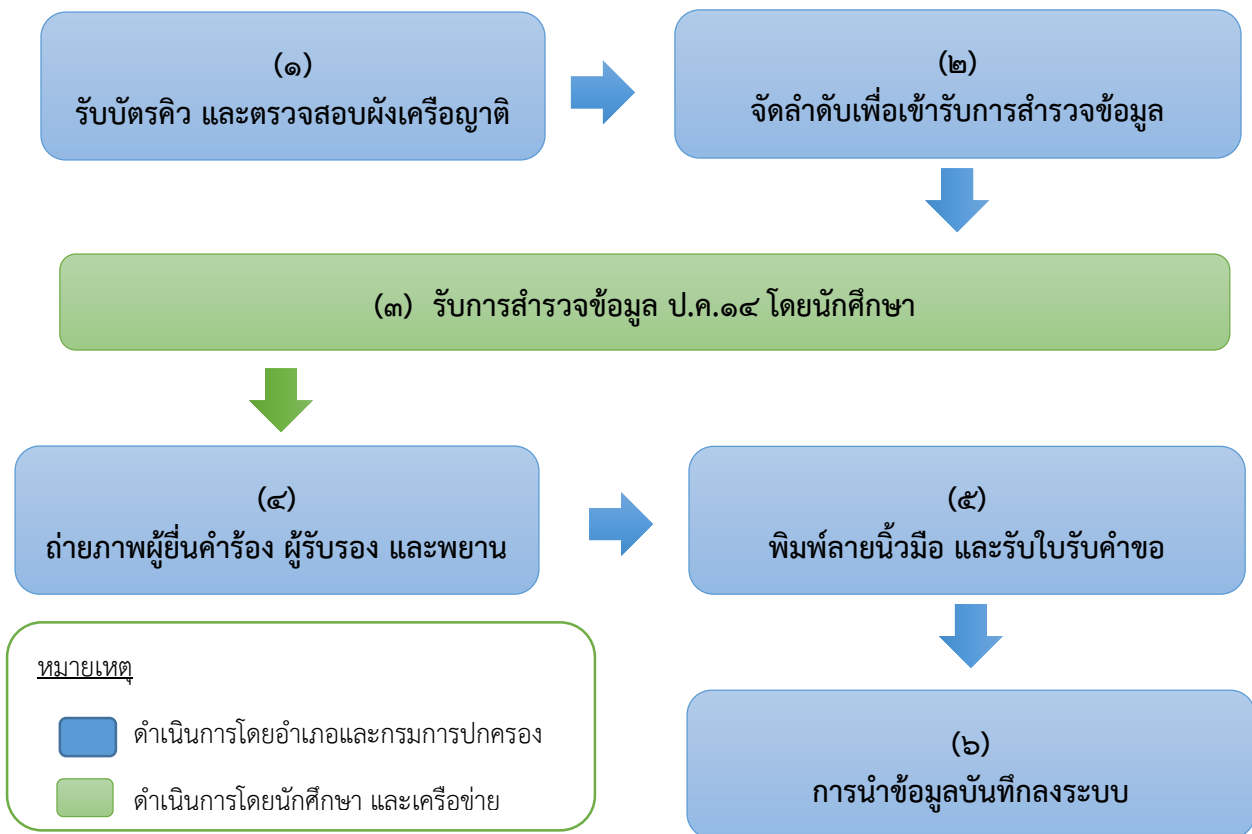 (๑)
รับบัตรคิว และตรวจสอบผังเครือญาติ
(๒)
จัดลำดับเพื่อเข้ารับการสำรวจข้อมูล
(๓) รับการสำรวจข้อมูล ป.ค.๑๔ โดยนักศึกษา
(๔)
ถ่ายภาพผู้ยื่นคำร้อง ผู้รับรอง และพยาน
(๕)
พิมพ์ลายนิ้วมือ และรับใบรับคำขอ
หมายเหตุ
ดำเนินการโดยอำเภอและกรมการปกครอง
ดำเนินการโดยนักศึกษา และเครือข่าย
(๖)
การนำข้อมูลบันทึกลงระบบ